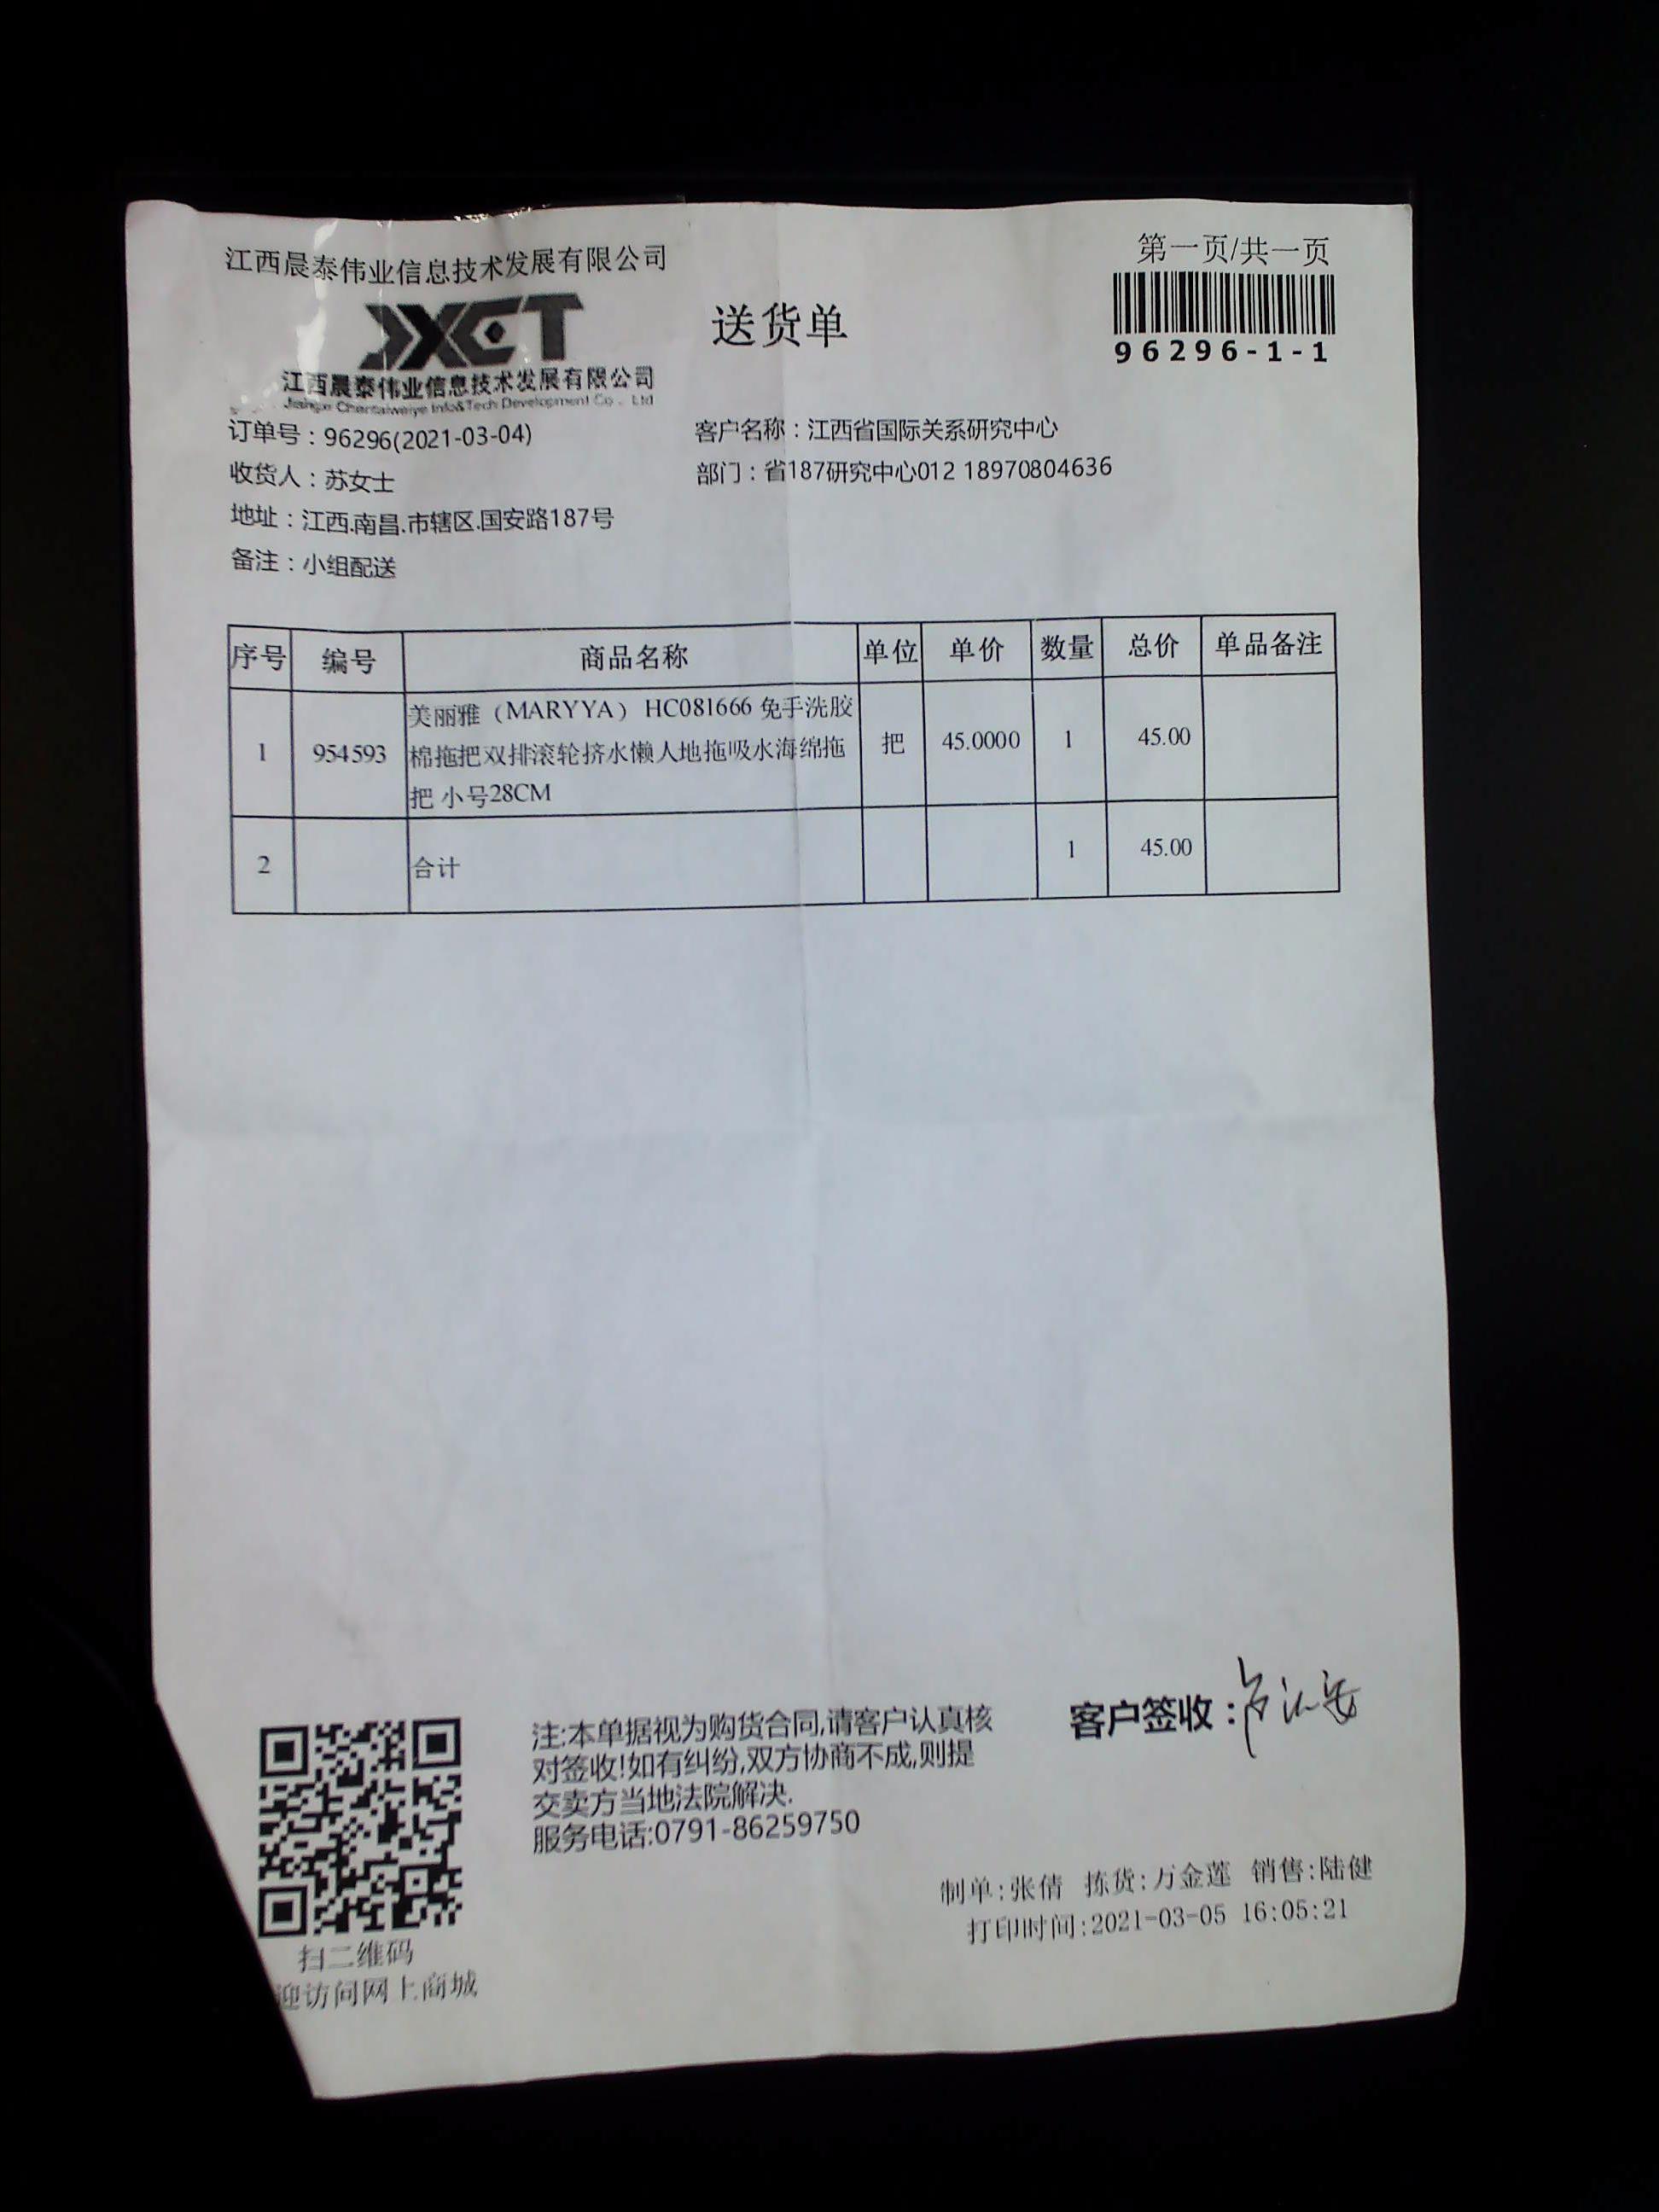 江西晨泰伟业信息技术发展有限公司
第一页/共一页
JXCT
送货单
96296-1-1
江西晨泰伟业信息技术发展有限公司
Jiangxi Chentaiweiye Info&Tech Development Co., Ltd
订单号：96296(2021-03-04)
客户名称：江西省国际关系研究中心
收货人：苏女士
部门：省187研究中心012 18970804636
地址：江西.南昌.市辖区.国安路187号
备注：小组配送
序号 编号 商品名称 单位 单价 数量 总价 单品备注
1 954593 美丽雅（MARYYA） HC081666 免手洗胶
棉拖把双排滚轮挤水懒人地拖吸水海绵拖
把 小号28CM 把 45.0000 1 45.00
2 合计 1 45.00
注:本单据视为购货合同,请客户认真核
对签收!如有纠纷,双方协商不成,则提
交卖方当地法院解决.
服务电话:0791-86259750
客户签收：
制单:张倩 拣货:万金莲 销售:陆健
打印时间:2021-03-05 16:05:21
扫二维码
迎访问网上商城